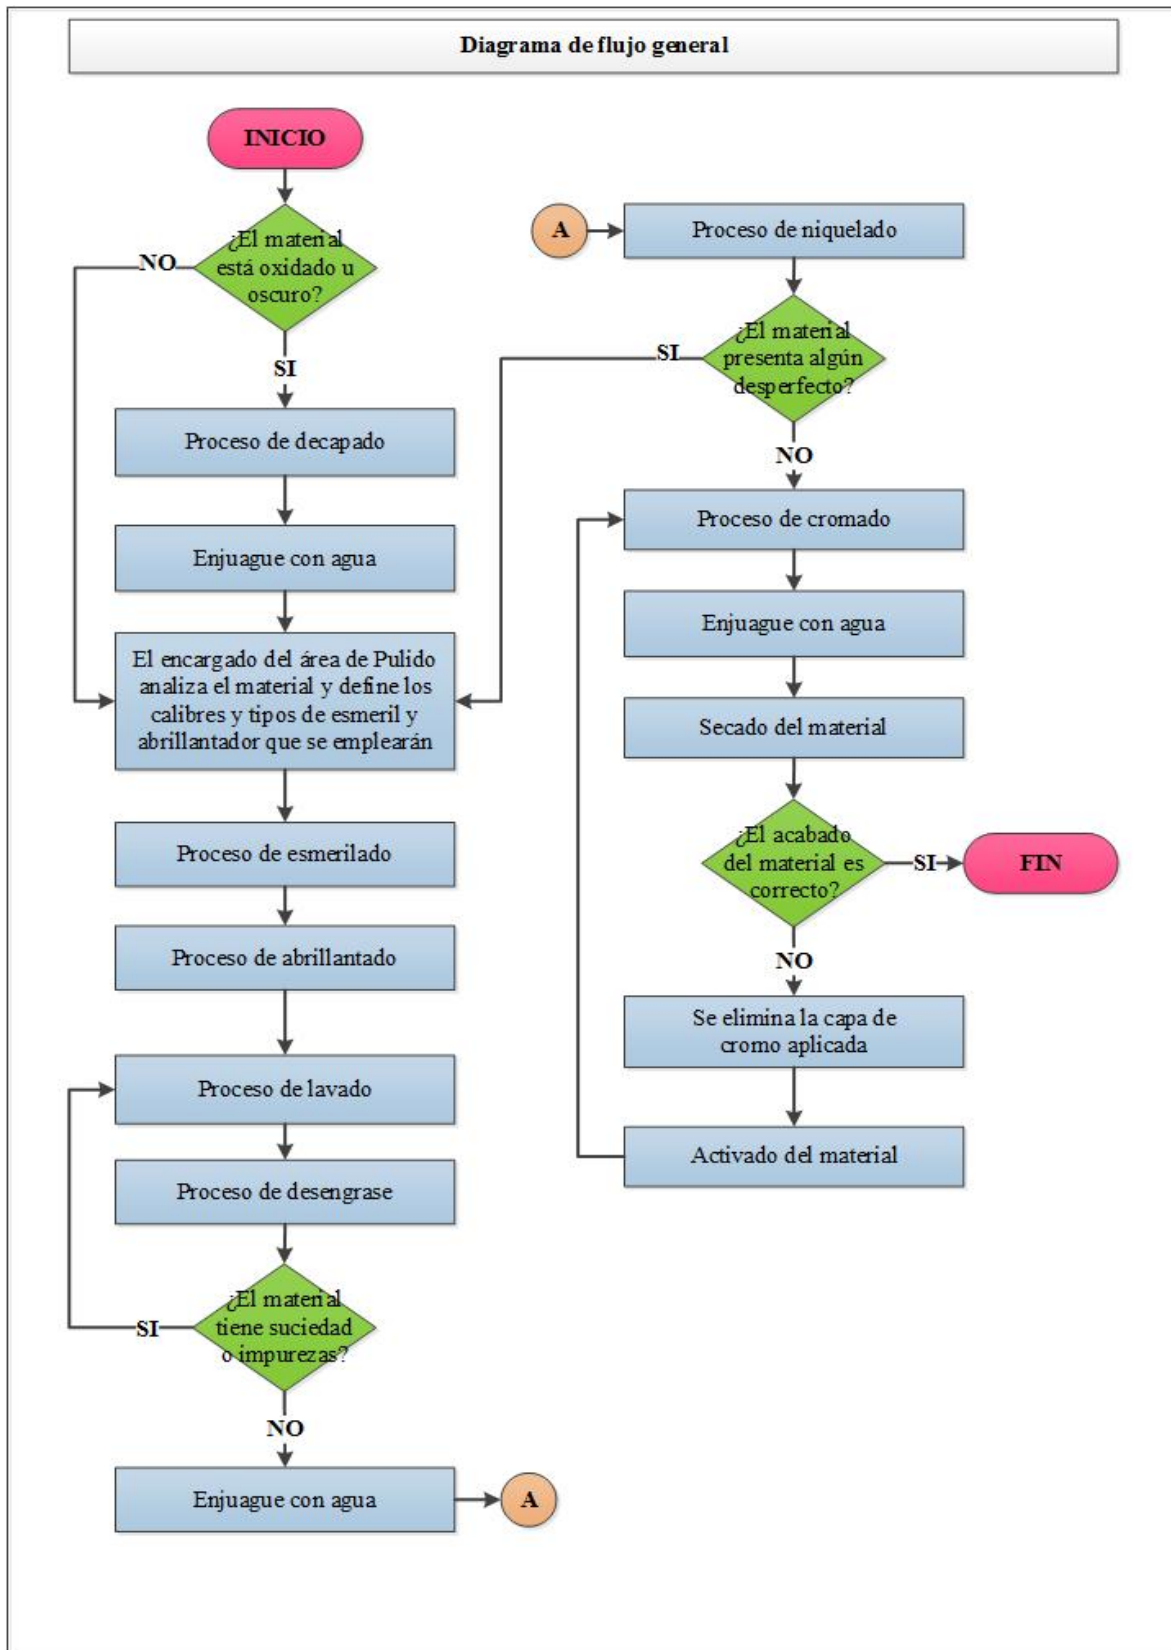 Diagrama de flujo general
INICIO
¿El material
está oxidado u
oscuro?
NO
SI
Proceso de decapado
Enjuague con agua
El encargado del área de Pulido
analiza el material y define los
calibres y tipos de esmeril y
abrillantador que se emplearán
Proceso de esmerilado
Proceso de abrillantado
Proceso de lavado
Proceso de desengrase
¿El material
tiene suciedad
o impurezas?
SI
NO
Enjuague con agua
A
A
Proceso de niquelado
¿El material
presenta algún
desperfecto?
SI
NO
Proceso de cromado
Enjuague con agua
Secado del material
¿El acabado
del material es
correcto?
SI
FIN
NO
Se elimina la capa de
cromo aplicada
Activado del material